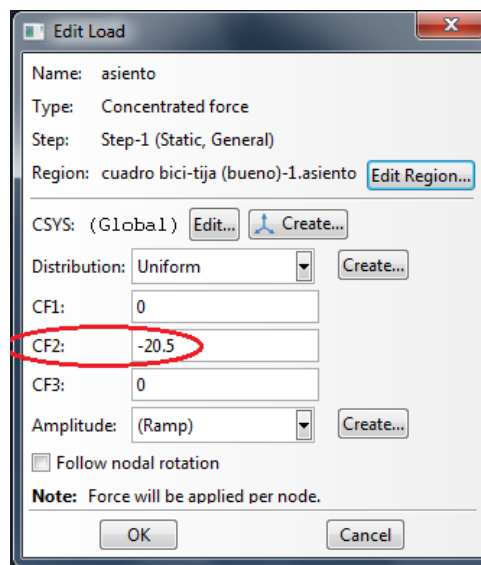 Edit Load
Name: asiento
Type: Concentrated force
Step: Step-1 (Static, General)
Region: cuadro bici-tija (bueno)-1.asiento Edit Region...
CSYS: (Global) Edit... Create...
Distribution: Uniform Create...
CF1: 0
CF2: -20.5
CF3: 0
Amplitude: (Ramp) Create...
Follow nodal rotation
Note: Force will be applied per node.
OK Cancel